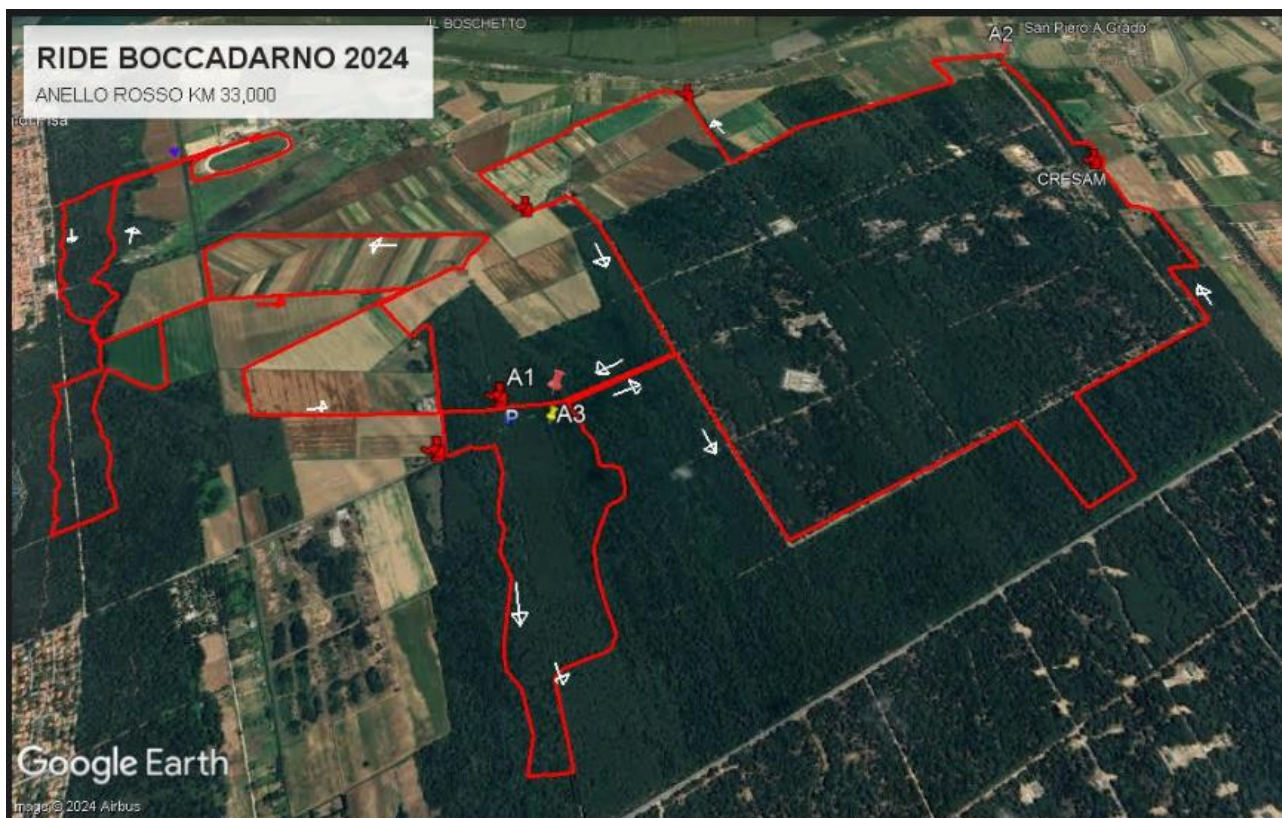 IL BOSCHETTO
San Piero A Grado
A2
RIDE BOCCADARNO 2024
ANELLO ROSSO KM 33,000
Pisa
CRESAM
A1
P
A3
Google Earth
Image © 2024 Airbus